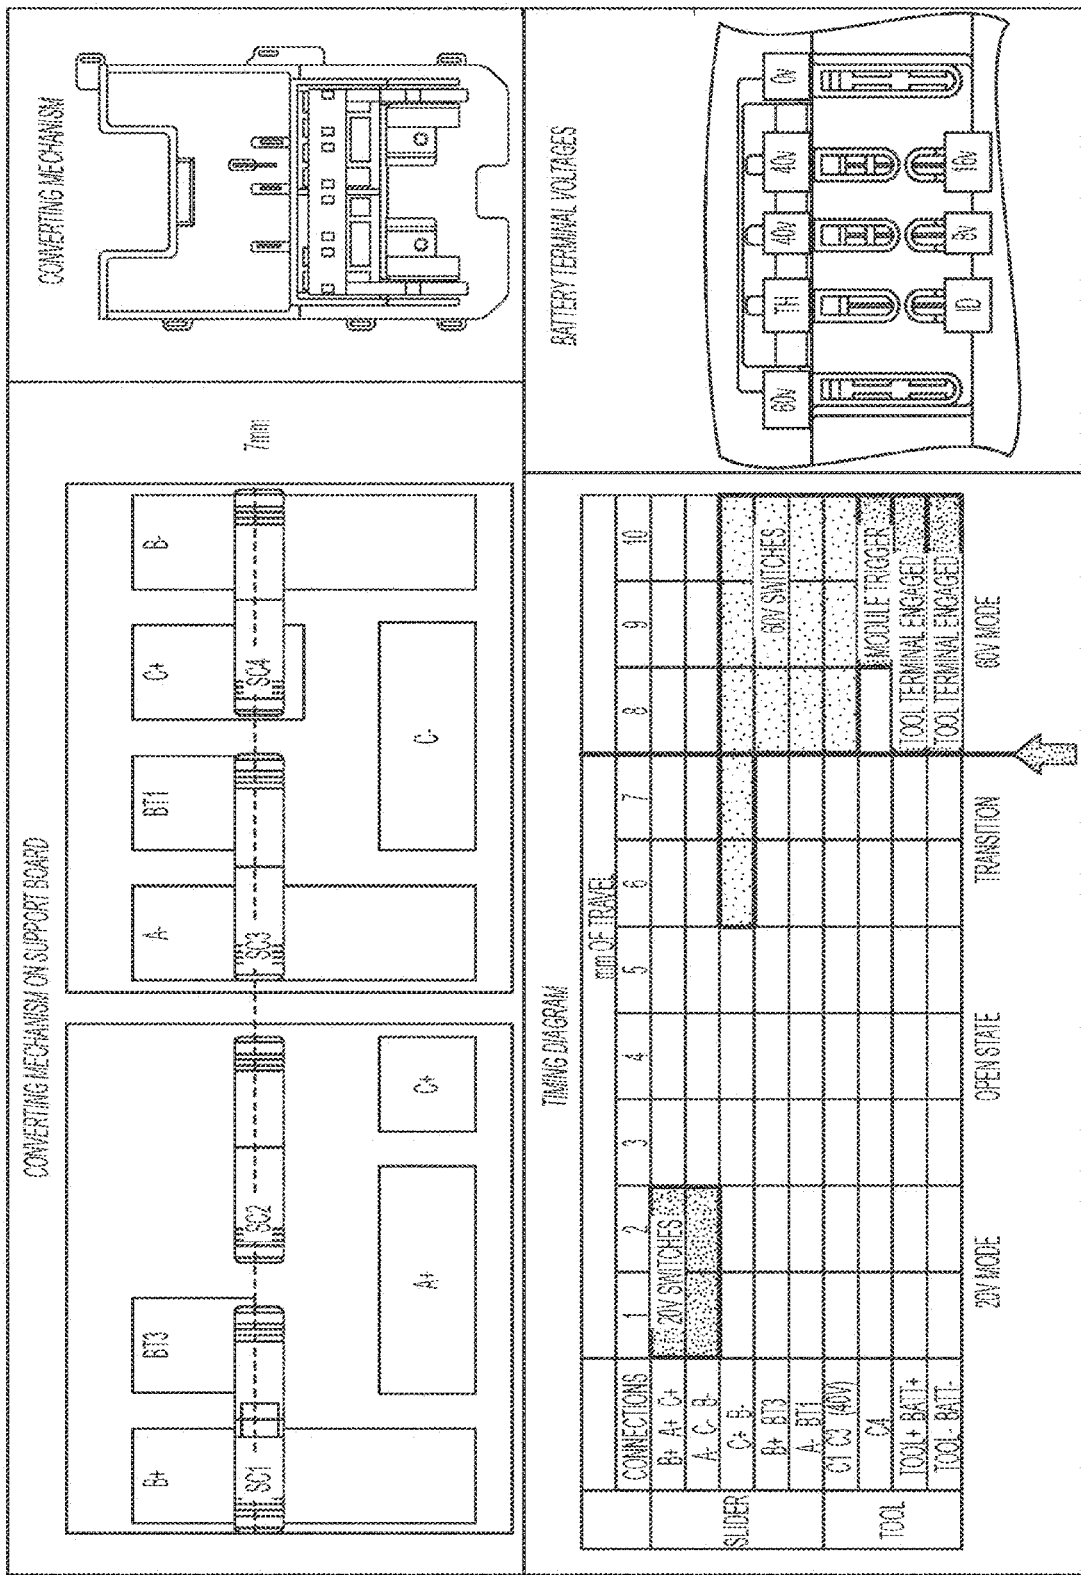 CONVERTING MECHANISM ON SUPPORT BOARD
B+
BT3
SC1
SC2
A+
C+
A-
BT1
C+
B-
SC3
SC4
C-
7mm
CONVERTING MECHANISM
TIMING DIAGRAM
mm OF TRAVEL
CONNECTIONS 1 2 3 4 5 6 7 8 9 10
SLIDER
B+ A+ C+
20V SWITCHES
A- C- B-
C+ B-
B+ BT3
60V SWITCHES
A- BT1
TOOL
C1 C3 (40V)
C4
MODULE TRIGGER
TOOL+ BATT+
TOOL TERMINAL ENGAGED
TOOL- BATT-
TOOL TERMINAL ENGAGED
20V MODE
OPEN STATE
TRANSITION
60V MODE
BATTERY TERMINAL VOLTAGES
60v TH 40v 40v 0v
ID 8v 16v